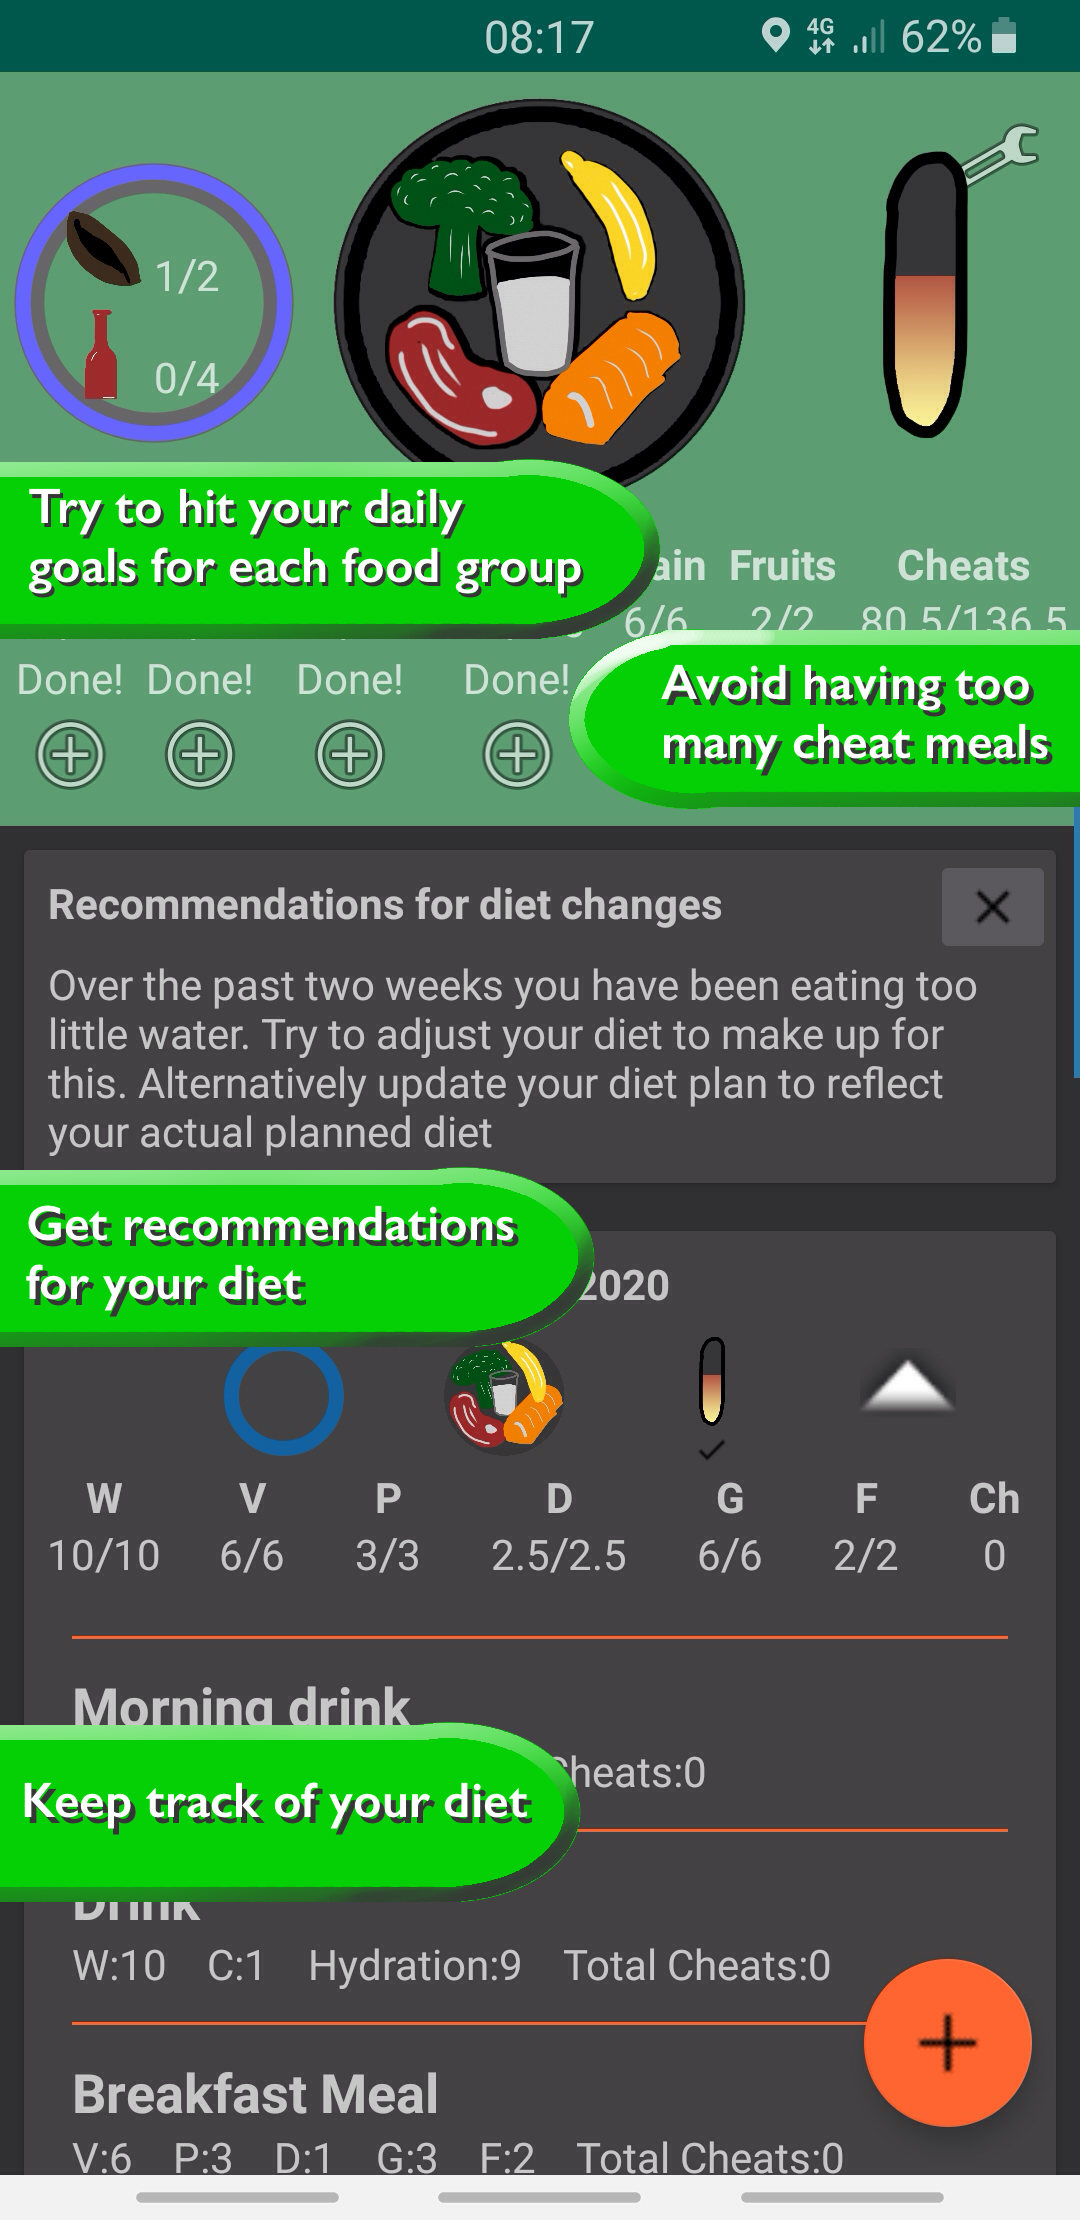 08:17 4G 62%
1/2
0/4
Try to hit your daily
goals for each food group
ain Fruits Cheats
6/6 2/2 80.5/136.5
Done! Done! Done! Done!
Avoid having too
many cheat meals
Recommendations for diet changes
Over the past two weeks you have been eating too
little water. Try to adjust your diet to make up for
this. Alternatively update your diet plan to reflect
your actual planned diet
Get recommendations
for your diet
2020
W V P D G F Ch
10/10 6/6 3/3 2.5/2.5 6/6 2/2 0
Morning drink
Cheats:0
Keep track of your diet
Drink
W:10 C:1 Hydration:9 Total Cheats:0
Breakfast Meal
V:6 P:3 D:1 G:3 F:2 Total Cheats:0